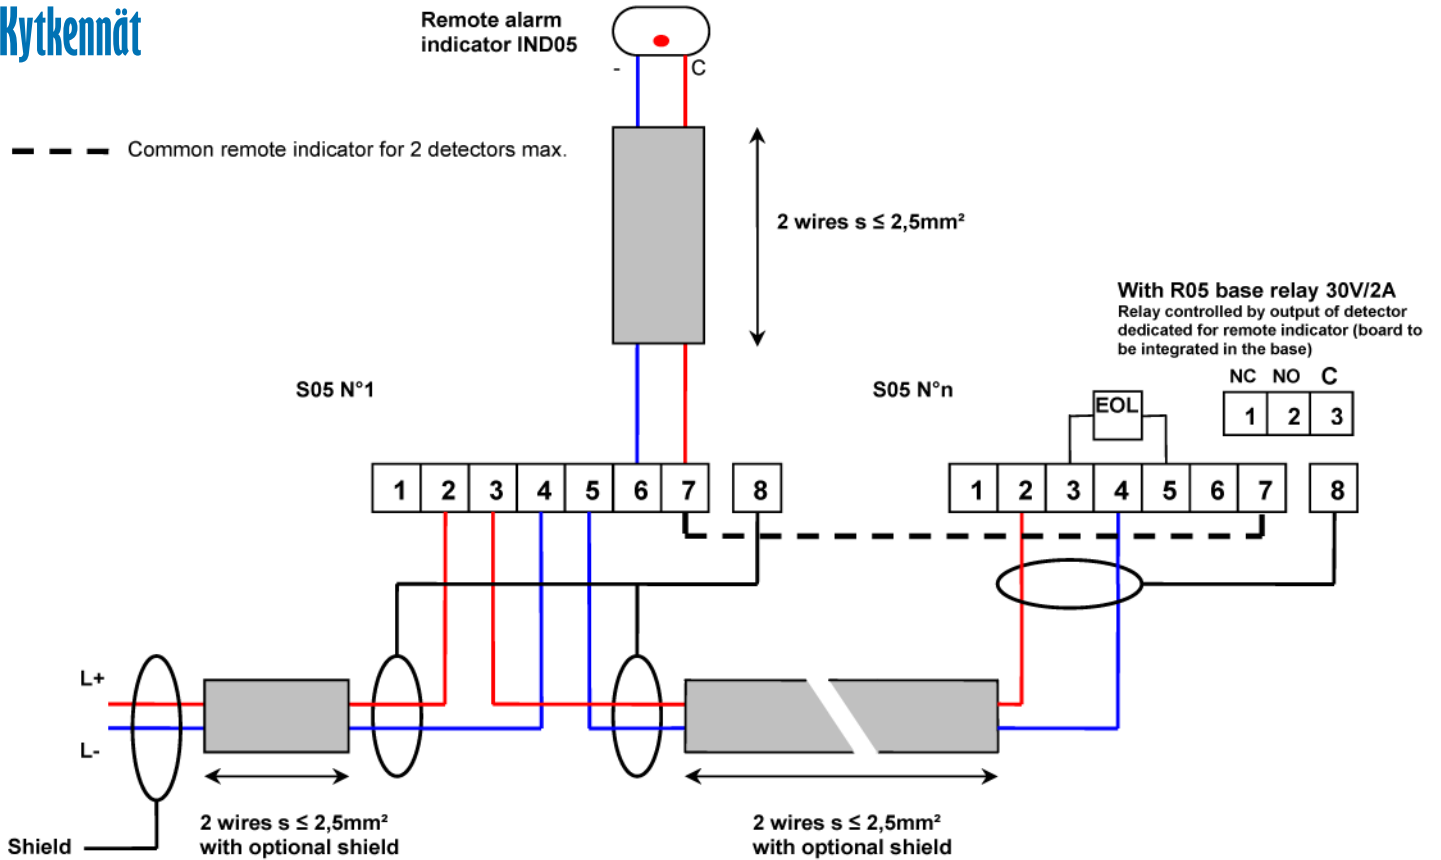 Kytkennät
Remote alarm
indicator IND05
- C
Common remote indicator for 2 detectors max.
2 wires s ≤ 2,5mm²
With R05 base relay 30V/2A
Relay controlled by output of detector
dedicated for remote indicator (board to
be integrated in the base)
NC NO C
1 2 3
S05 N°1
S05 N°n
EOL
1 2 3 4 5 6 7 8
1 2 3 4 5 6 7 8
L+
L-
2 wires s ≤ 2,5mm²
with optional shield
2 wires s ≤ 2,5mm²
with optional shield
Shield